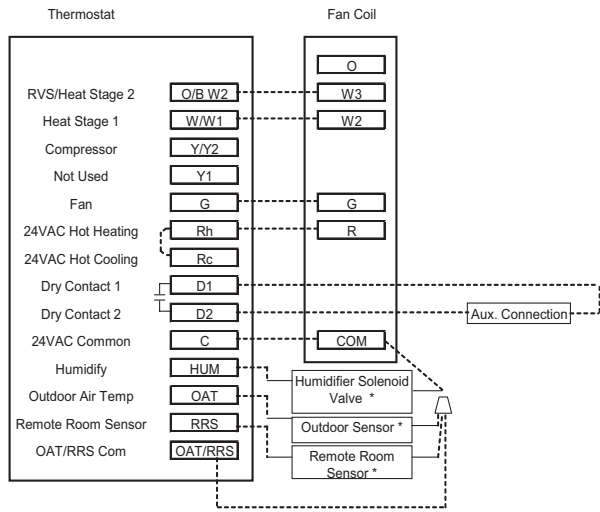 Thermostat Fan Coil
O
RVS/Heat Stage 2 O/B W2 W3
Heat Stage 1 W/W1 W2
Compressor Y/Y2
Not Used Y1
Fan G G
24VAC Hot Heating Rh R
24VAC Hot Cooling Rc
Dry Contact 1 D1
Dry Contact 2 D2 Aux. Connection
24VAC Common C COM
Humidify HUM
Humidifier Solenoid
Valve *
Outdoor Air Temp OAT
Outdoor Sensor *
Remote Room Sensor RRS
OAT/RRS Com OAT/RRS
Remote Room
Sensor *